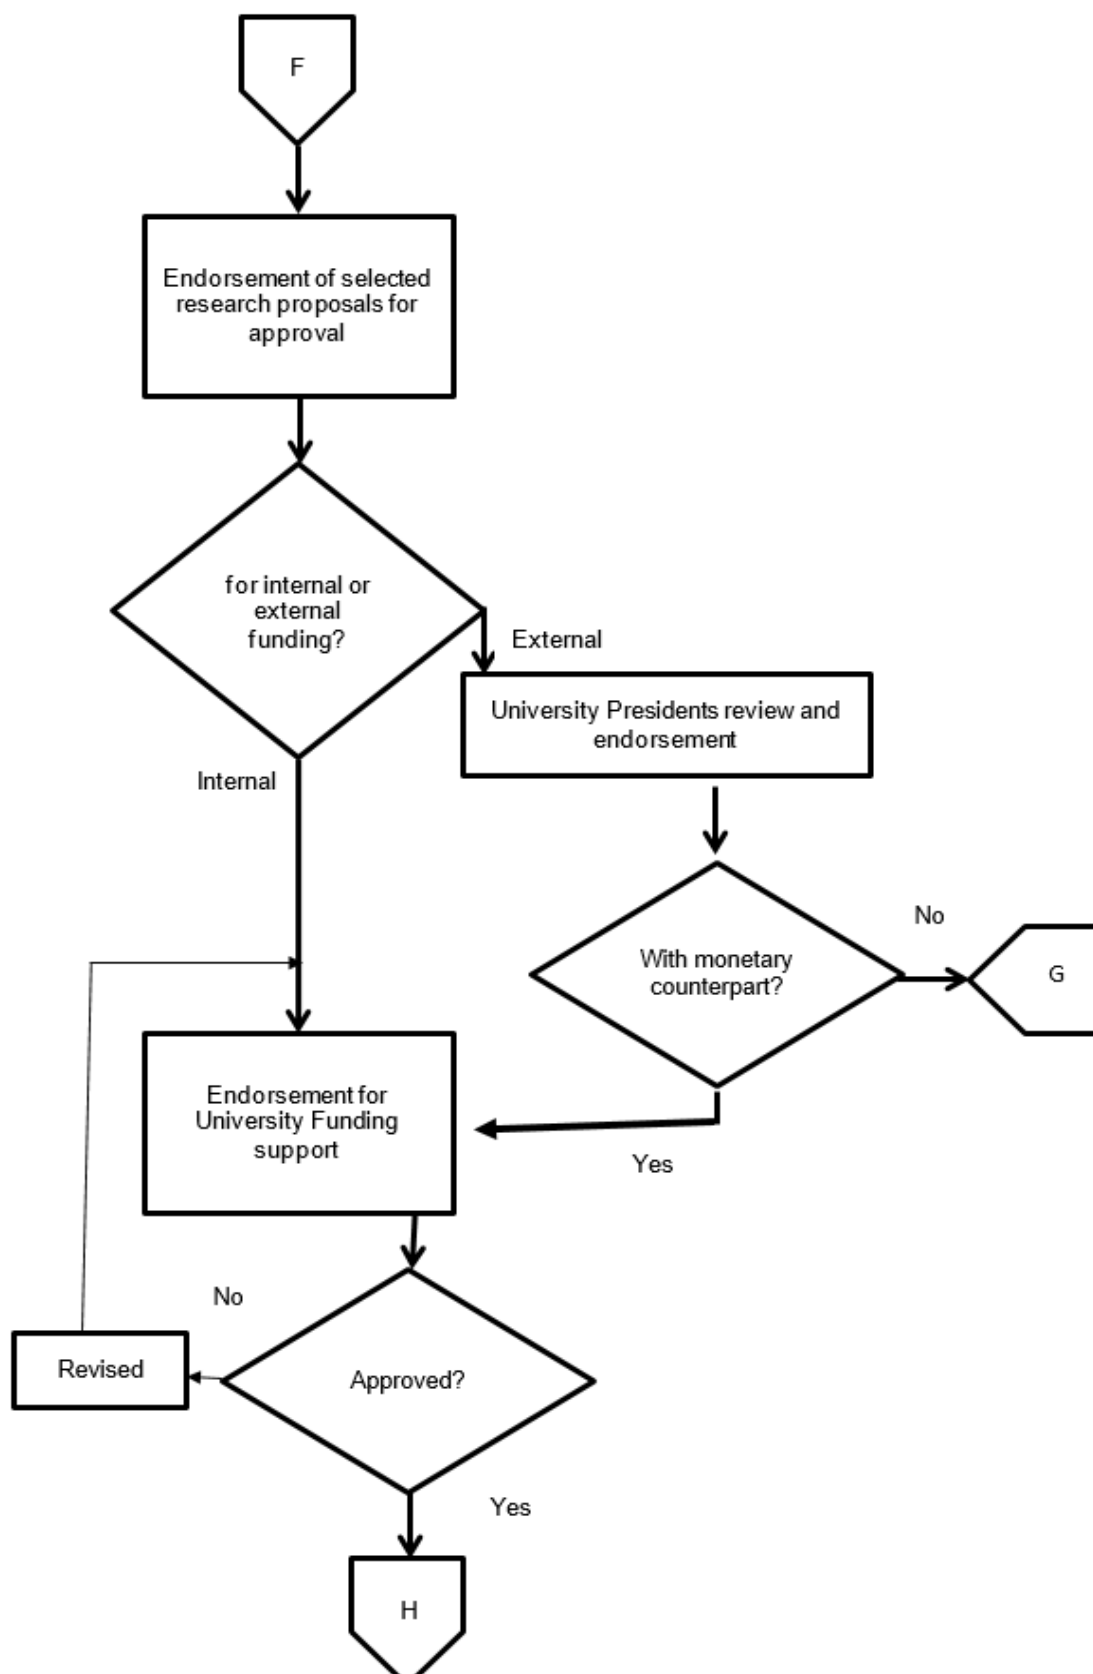 F
Endorsement of selected
research proposals for
approval
for internal or
external
funding?
External
University Presidents review and
endorsement
Internal
No
With monetary
counterpart?
G
Endorsement for
University Funding
support
Yes
No
Revised
Approved?
Yes
H